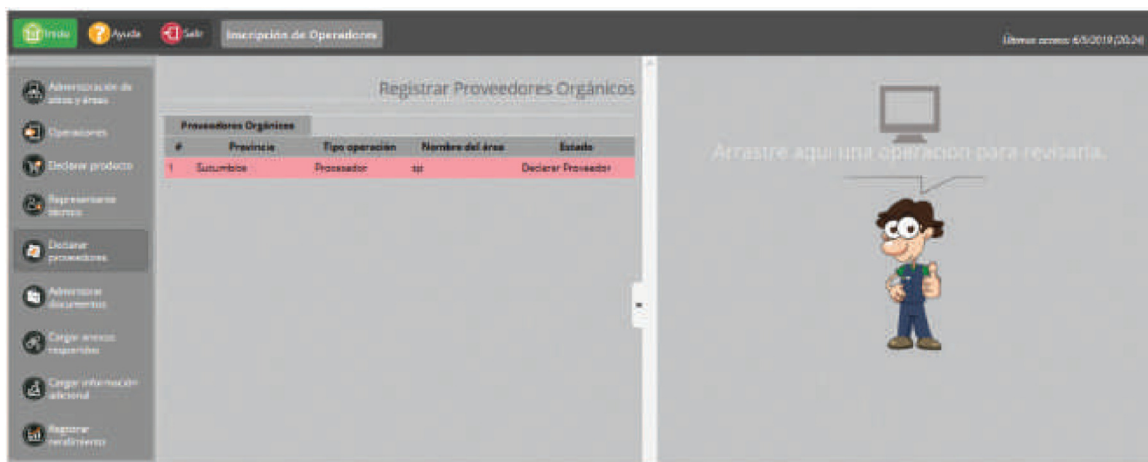 Inicio
Ayuda
Salir
Inscripción de Operadores
Último acceso: 6/5/2019 (20:24)
Administración de
sitios y áreas
Operaciones
Declarar producto
Representante
técnico
Declarar
proveedores
Administrar
documentos
Cargar anexos
requeridos
Cargar información
adicional
Registrar
rendimiento
Registrar Proveedores Orgánicos
Proveedores Orgánicos
# Provincia Tipo operación Nombre del área Estado
1 Sucumbios Procesador Declarar Proveedor
Arrastre aquí una operación para revisarla.